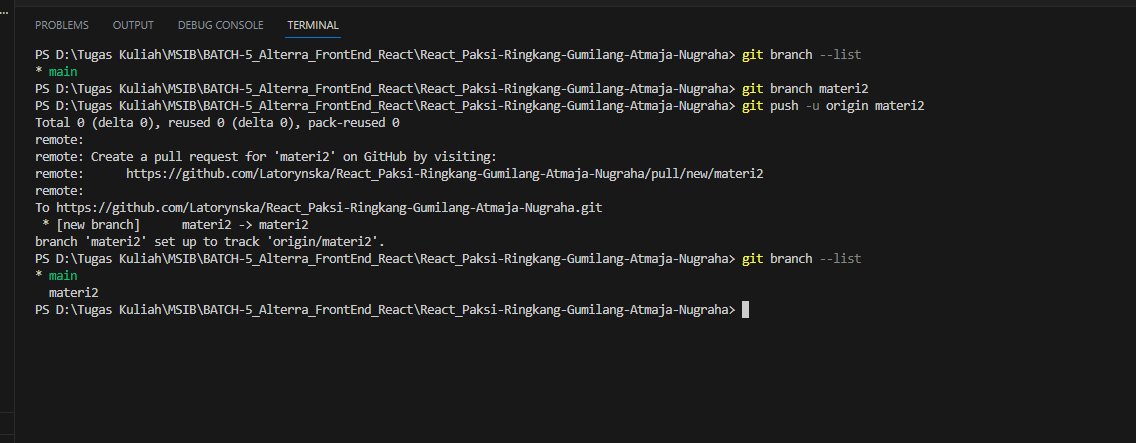 ...
PROBLEMS OUTPUT DEBUG CONSOLE TERMINAL
PS D:\Tugas Kuliah\MSIB\BATCH-5_Alterra_FrontEnd_React\React_Paksi-Ringkang-Gumilang-Atmaja-Nugraha> git branch --list
* main
PS D:\Tugas Kuliah\MSIB\BATCH-5_Alterra_FrontEnd_React\React_Paksi-Ringkang-Gumilang-Atmaja-Nugraha> git branch materi2
PS D:\Tugas Kuliah\MSIB\BATCH-5_Alterra_FrontEnd_React\React_Paksi-Ringkang-Gumilang-Atmaja-Nugraha> git push -u origin materi2
Total 0 (delta 0), reused 0 (delta 0), pack-reused 0
remote:
remote: Create a pull request for 'materi2' on GitHub by visiting:
remote:      https://github.com/Latorynska/React_Paksi-Ringkang-Gumilang-Atmaja-Nugraha/pull/new/materi2
remote:
To https://github.com/Latorynska/React_Paksi-Ringkang-Gumilang-Atmaja-Nugraha.git
 * [new branch]      materi2 -> materi2
branch 'materi2' set up to track 'origin/materi2'.
PS D:\Tugas Kuliah\MSIB\BATCH-5_Alterra_FrontEnd_React\React_Paksi-Ringkang-Gumilang-Atmaja-Nugraha> git branch --list
* main
  materi2
PS D:\Tugas Kuliah\MSIB\BATCH-5_Alterra_FrontEnd_React\React_Paksi-Ringkang-Gumilang-Atmaja-Nugraha>